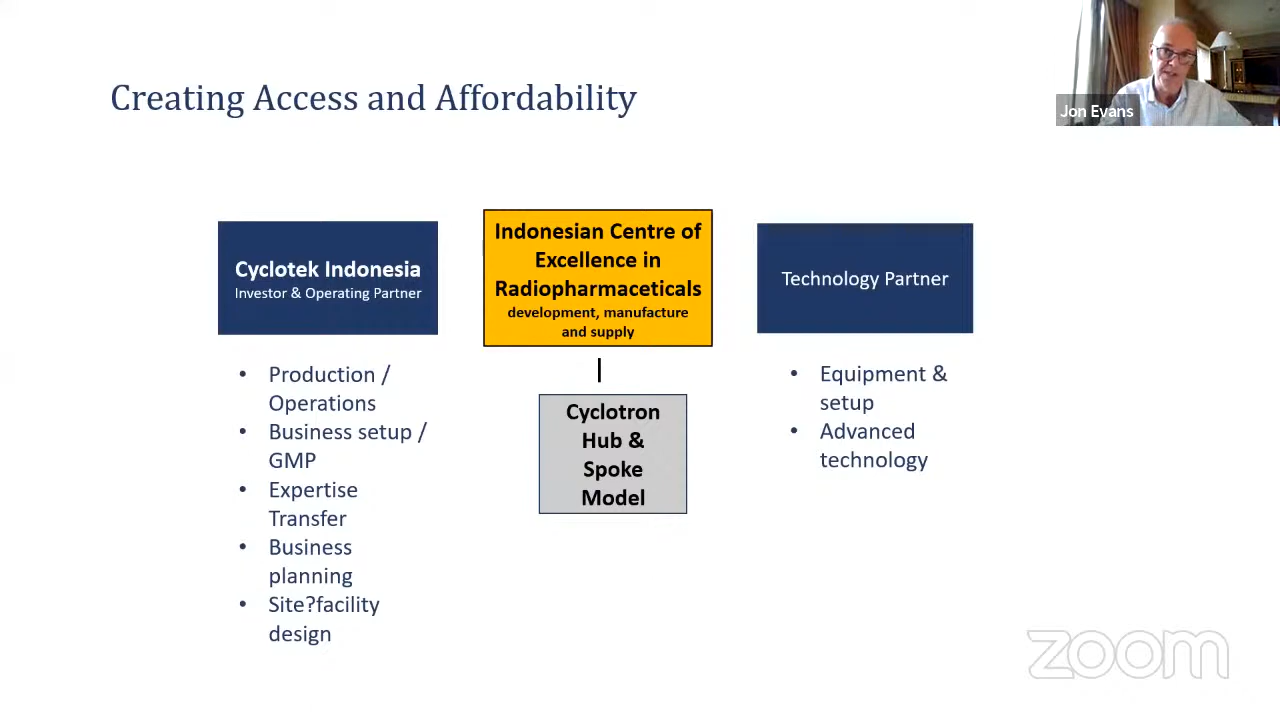 Creating Access and Affordability
Jon Evans
Cyclotek Indonesia
Investor & Operating Partner
Indonesian Centre of
Excellence in
Radiopharmaceticals
development, manufacture
and supply
Technology Partner
• Production /
Operations
• Business setup /
GMP
• Expertise
Transfer
• Business
planning
• Site?facility
design
Cyclotron
Hub &
Spoke
Model
• Equipment &
setup
• Advanced
technology
zoom